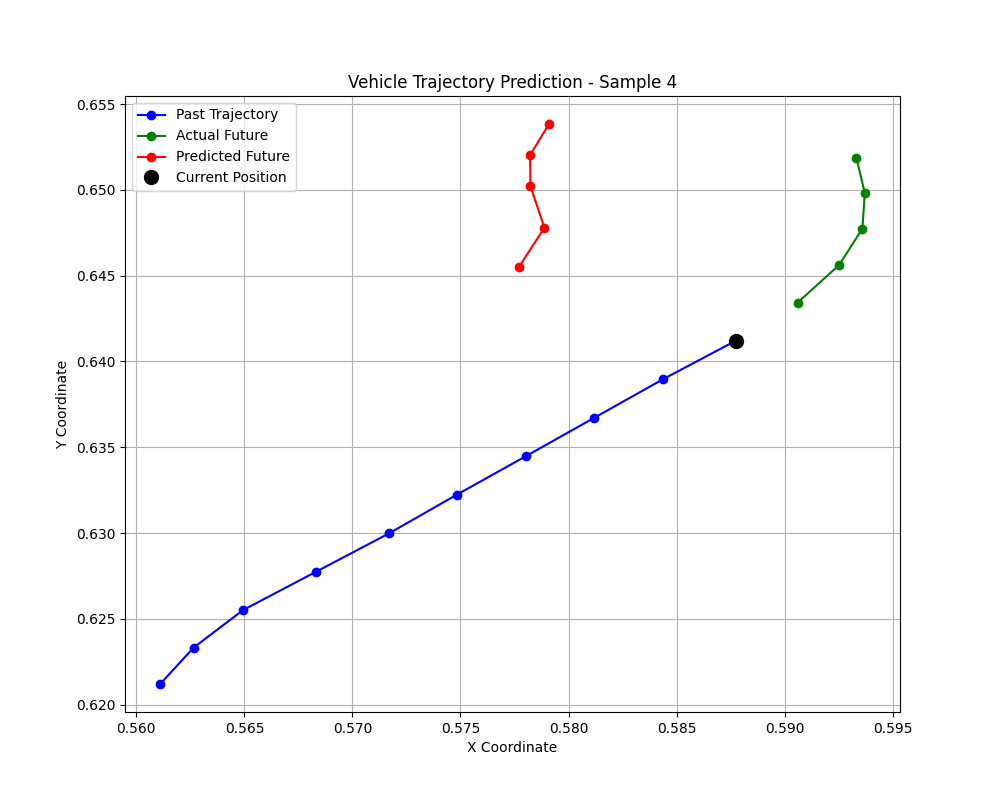 Vehicle Trajectory Prediction - Sample 4
Past Trajectory
Actual Future
Predicted Future
Current Position
0.655
0.650
0.645
0.640
0.635
0.630
0.625
0.620
Y Coordinate
0.560 0.565 0.570 0.575 0.580 0.585 0.590 0.595
X Coordinate